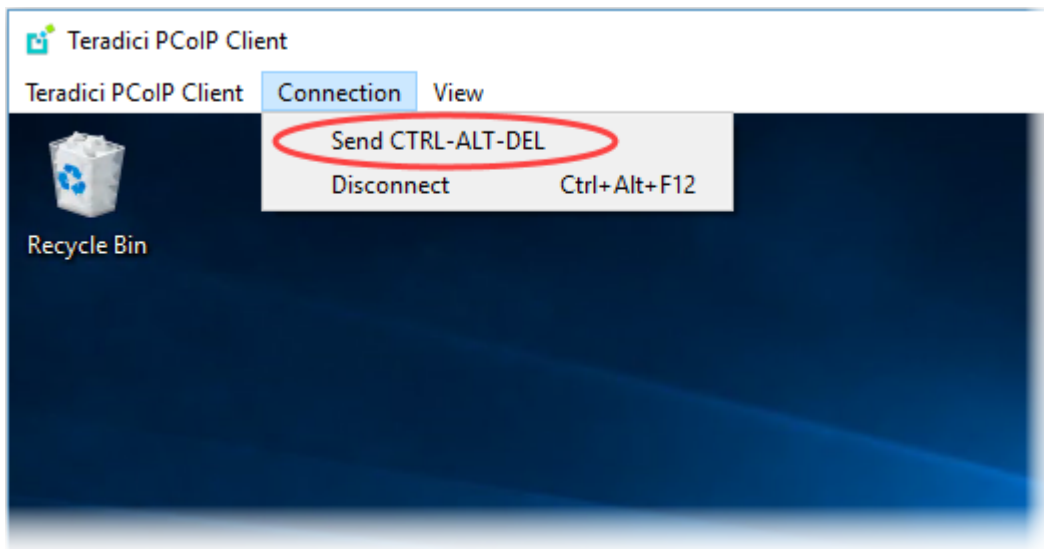 Teradici PCoIP Client
Teradici PCoIP Client Connection View
Send CTRL-ALT-DEL
Disconnect Ctrl+Alt+F12
Recycle Bin